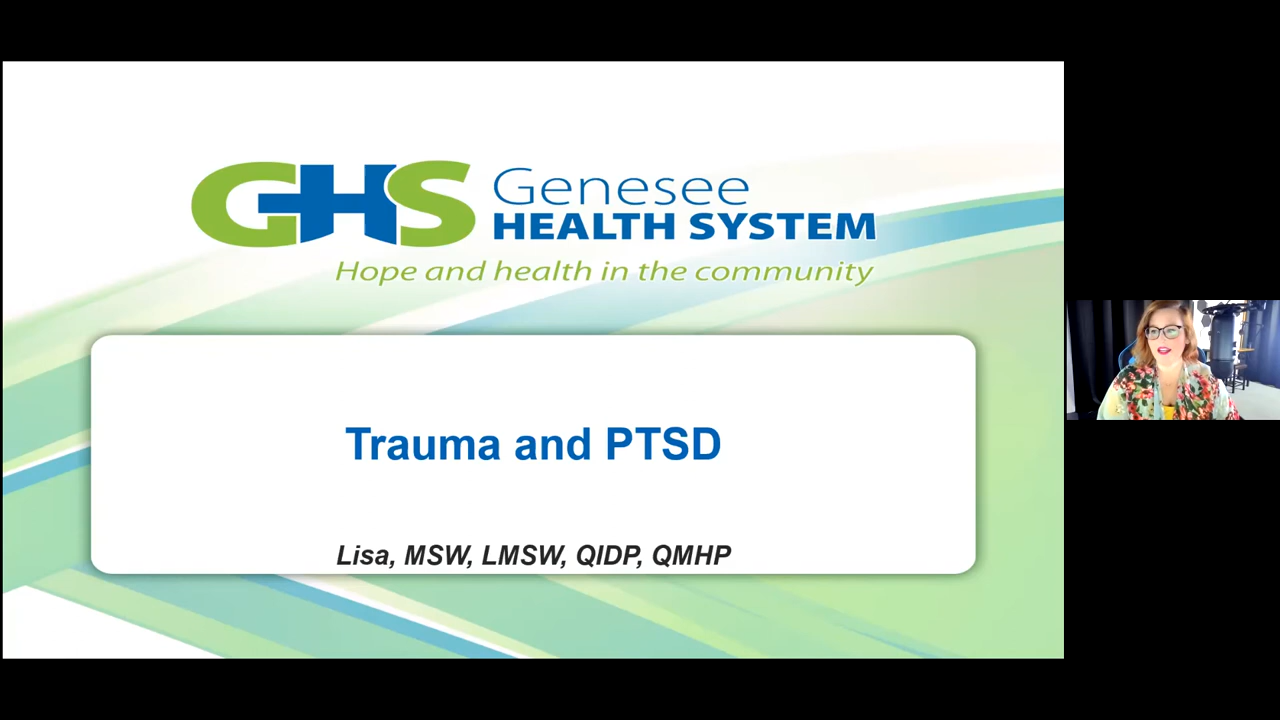 GHS Genesee
HEALTH SYSTEM
Hope and health in the community
Trauma and PTSD
Lisa, MSW, LMSW, QIDP, QMHP